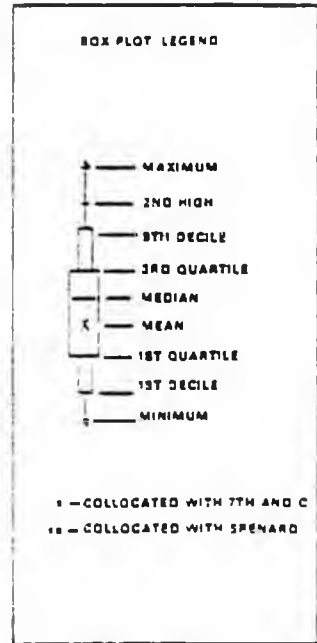 BOX PLOT LEGEND
MAXIMUM
2ND HIGH
9TH DECILE
3RD QUARTILE
MEDIAN
X
MEAN
1ST QUARTILE
1ST DECILE
MINIMUM
— COLLOCATED WITH 7TH AND C
— COLLOCATED WITH SPENARD